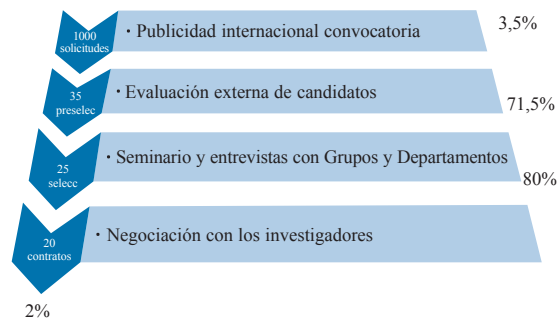 1000
solicitudes
· Publicidad internacional convocatoria
3,5%
35
preselec
· Evaluación externa de candidatos
71,5%
25
selecc
· Seminario y entrevistas con Grupos y Departamentos
80%
20
contratos
· Negociación con los investigadores
2%